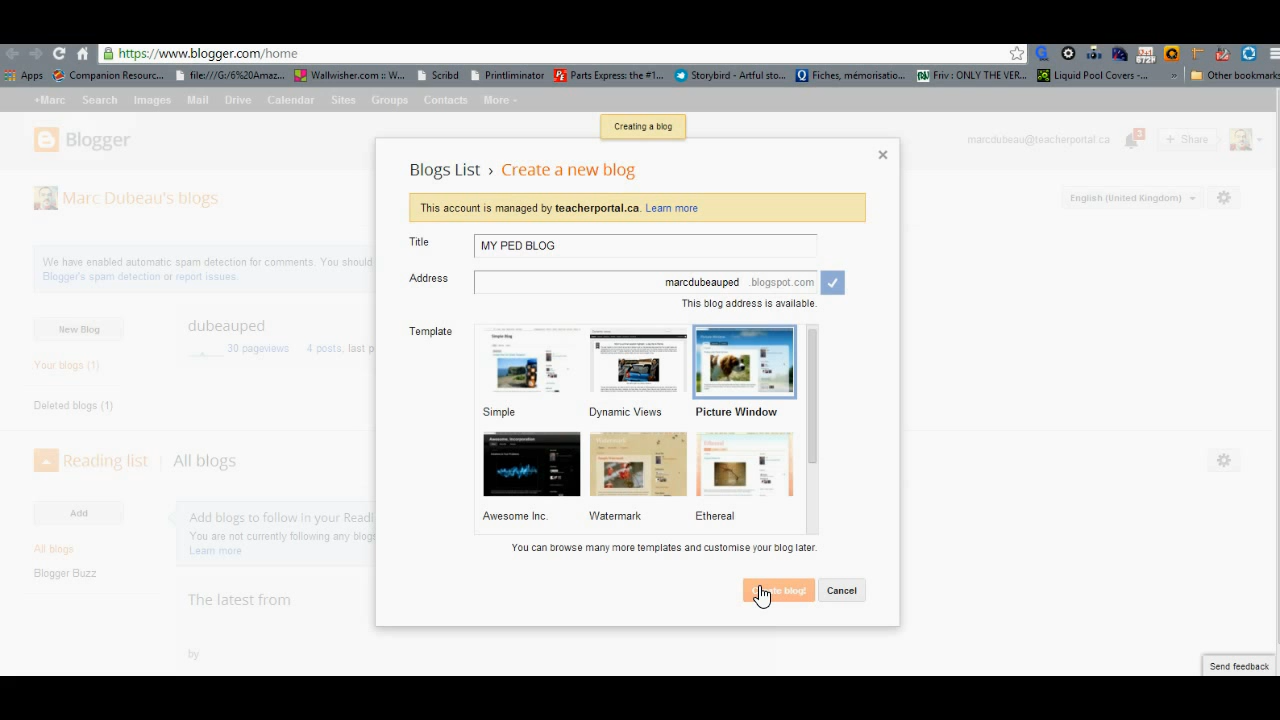 https://www.blogger.com/home
Apps Companion Resourc... file:///G:/6%20Amaz... Wallwisher.com :: W... Scribd Printliminator Parts Express: the #1... Storybird - Artful sto... Fiches, mémorisatio... Friv : ONLY THE VER... Liquid Pool Covers -... » Other bookmarks
+Marc Search Images Mail Drive Calendar Sites Groups Contacts More
Creating a blog
Blogger
marcdubeau@teacherportal.ca 3 + Share
Blogs List › Create a new blog
Marc Dubeau's blogs
English (United Kingdom)
This account is managed by teacherportal.ca. Learn more
Title MY PED BLOG
We have enabled automatic spam detection for comments. You should
Blogger's spam detection or report issues.
Address marcdubeauped .blogspot.com
This blog address is available.
New Blog
dubeauped
30 pageviews 4 posts, last p
Your blogs (1)
Deleted blogs (1)
Template
Simple Dynamic Views Picture Window
Awesome Inc. Watermark Ethereal
You can browse many more templates and customise your blog later.
Reading list All blogs
Add
Add blogs to follow in your Readi
You are not currently following any blogs
Learn more
All blogs
Blogger Buzz
The latest from
by
blog! Cancel
Send feedback